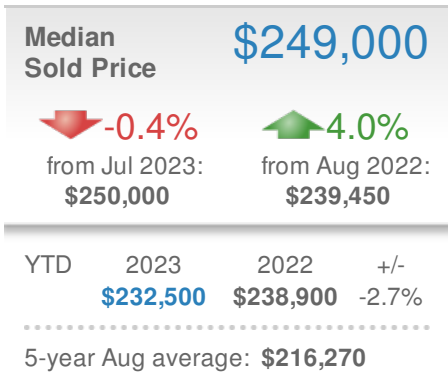 Median
Sold Price
$249,000
-0.4%
from Jul 2023:
$250,000
4.0%
from Aug 2022:
$239,450
YTD 2023 2022 +/-
$232,500 $238,900 -2.7%
5-year Aug average: $216,270